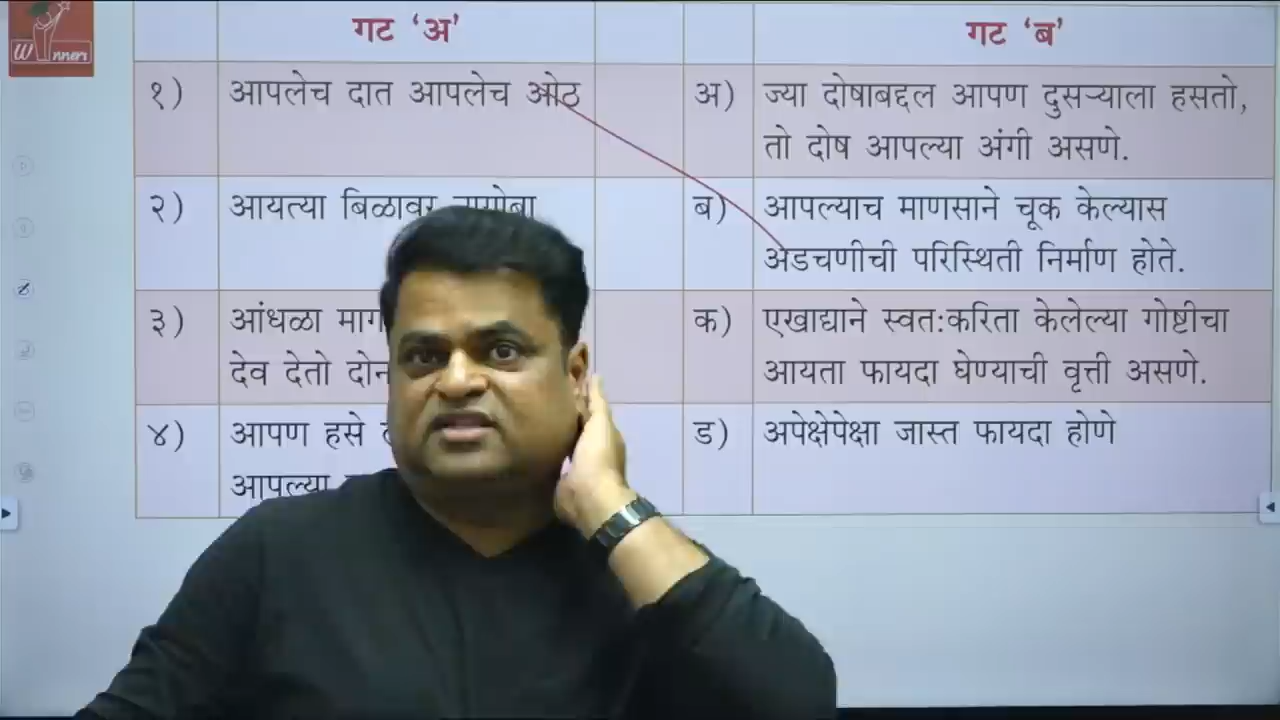 Winners
गट ‘अ’
गट ‘ब’
१) आपलेच दात आपलेच ओठ
अ) ज्या दोषाबद्दल आपण दुसऱ्याला हसतो,
तो दोष आपल्या अंगी असणे.
२) आयत्या बिळावर नागोबा
ब) आपल्याच माणसाने चूक केल्यास
अडचणीची परिस्थिती निर्माण होते.
३) आंधळा
देव देतो
क) एखाद्याने स्वत:करिता केलेल्या गोष्टीचा
आयता फायदा घेण्याची वृत्ती असणे.
४) आपण हसे
आपल्या
ड) अपेक्षेपेक्षा जास्त फायदा होणे